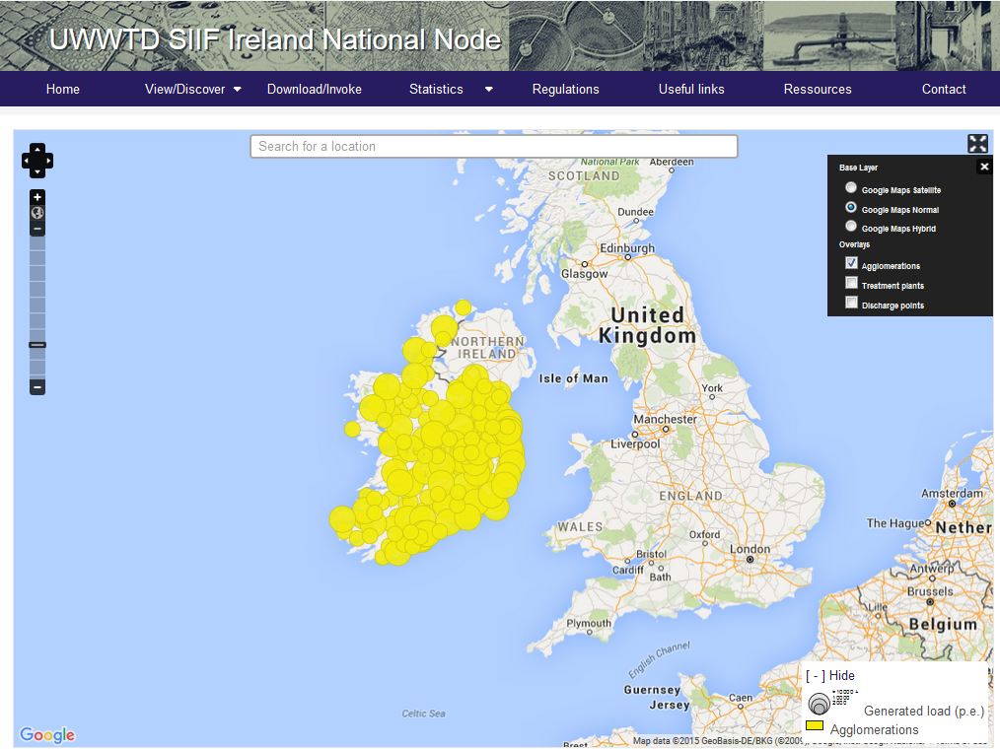 UWWTD SIIF Ireland National Node
Home View/Discover Download/Invoke Statistics Regulations Useful links Ressources Contact
Search for a location
Base Layer
Google Maps Satellite
Google Maps Normal
Google Maps Hybrid
Overlays
Agglomerations
Treatment plants
Discharge points
National Park
Aberdeen
SCOTLAND
Dundee
Edinburgh
Glasgow
United
Kingdom
NORTHERN
IRELAND
Isle of Man
York
Manchester
Liverpool
ENGLAND
Amsterdam
The Hague
Nether
WALES
Oxford
London
Bristol
Cardiff
Bath
Antwerp
Brussels
Lille
Belgium
Plymouth
English Channel
Guernsey
Jersey
Caen
Celtic Sea
Brest
[ - ] Hide
Generated load (p.e.)
Agglomerations
Google
Map data ©2015 GeoBasis-DE/BKG (©2009)